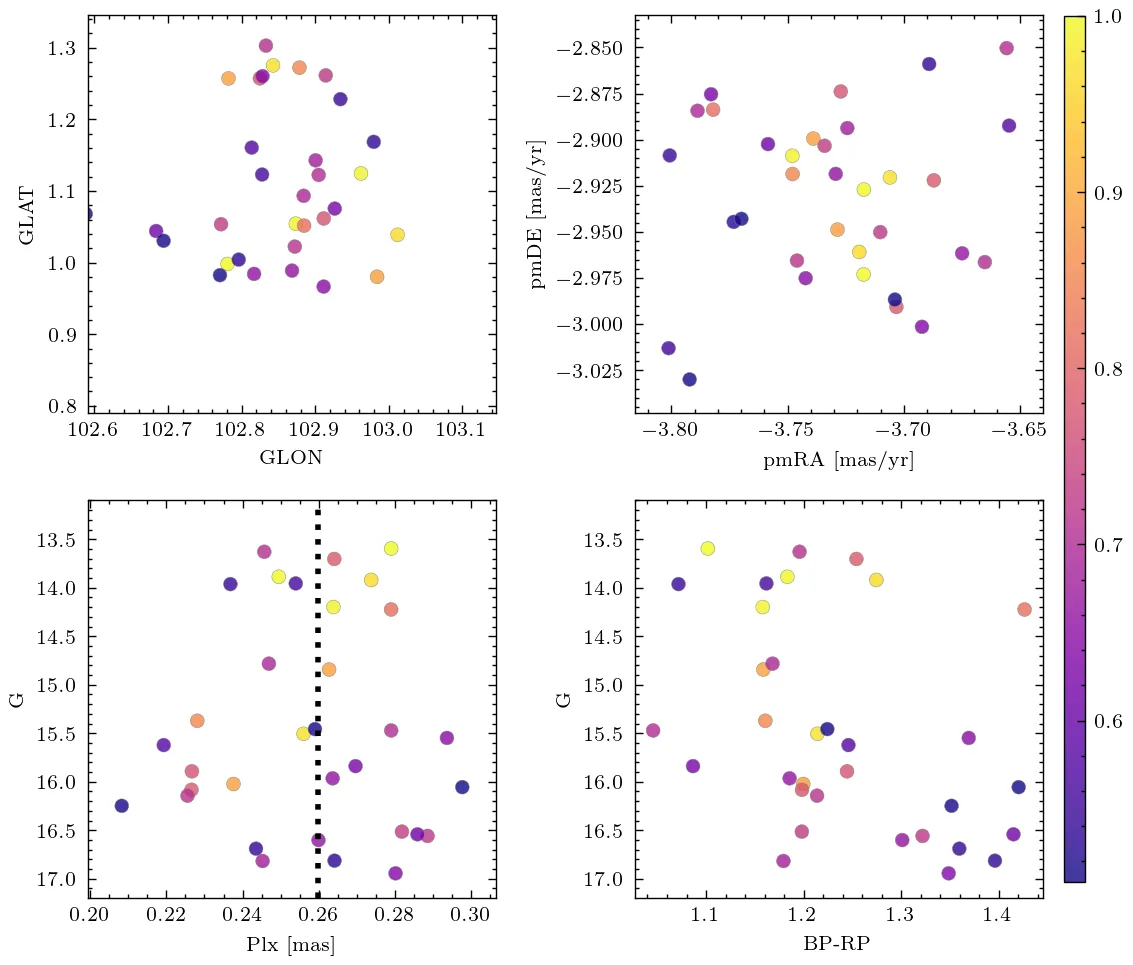 1.3
1.2
1.1
1.0
0.9
0.8
GLAT
102.6 102.7 102.8 102.9 103.0 103.1
GLON
−2.850
−2.875
−2.900
−2.925
−2.950
−2.975
−3.000
−3.025
pmDE [mas/yr]
−3.80 −3.75 −3.70 −3.65
pmRA [mas/yr]
1.0
0.9
0.8
0.7
0.6
13.5
14.0
14.5
15.0
15.5
16.0
16.5
17.0
G
0.20 0.22 0.24 0.26 0.28 0.30
Plx [mas]
13.5
14.0
14.5
15.0
15.5
16.0
16.5
17.0
G
1.1 1.2 1.3 1.4
BP-RP